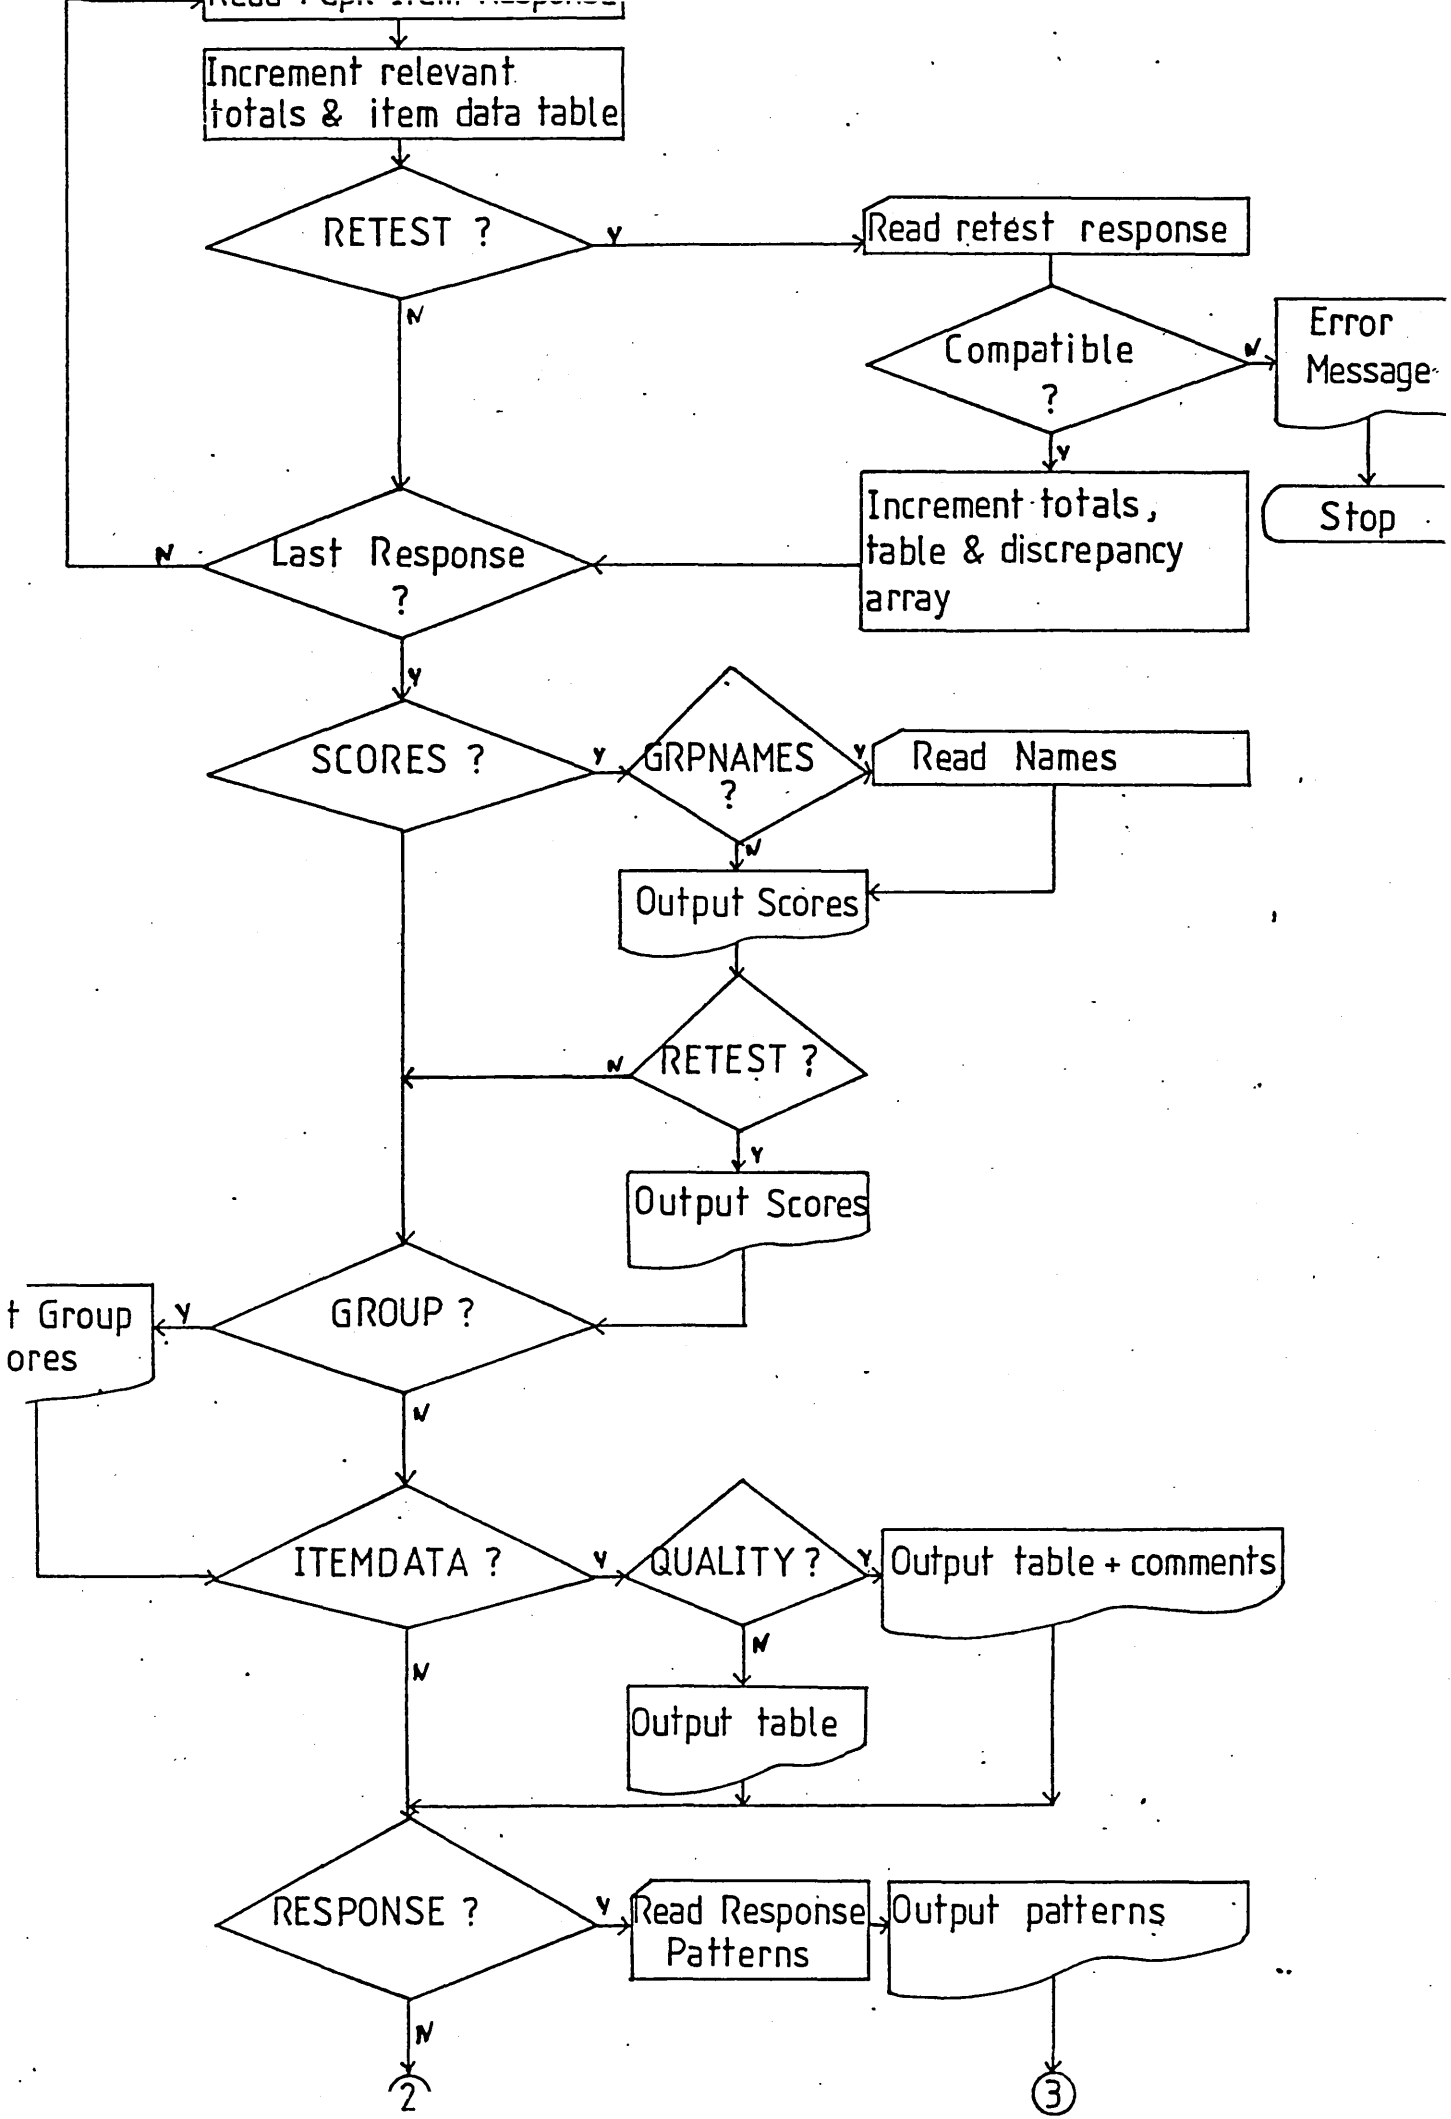 Increment relevant
totals & item data table
RETEST ?
Y
N
Read retest response
Compatible
?
N
Y
Error
Message
Stop
Increment totals,
table & discrepancy
array
Last Response
?
N
Y
SCORES ?
Y
GRPNAMES
?
Y
N
Read Names
Output Scores
RETEST ?
N
Y
Output Scores
GROUP ?
Y
N
t Group
ores
ITEMDATA ?
Y
N
QUALITY ?
Y
N
Output table + comments
Output table
RESPONSE ?
Y
N
Read Response
Patterns
Output patterns
2
3